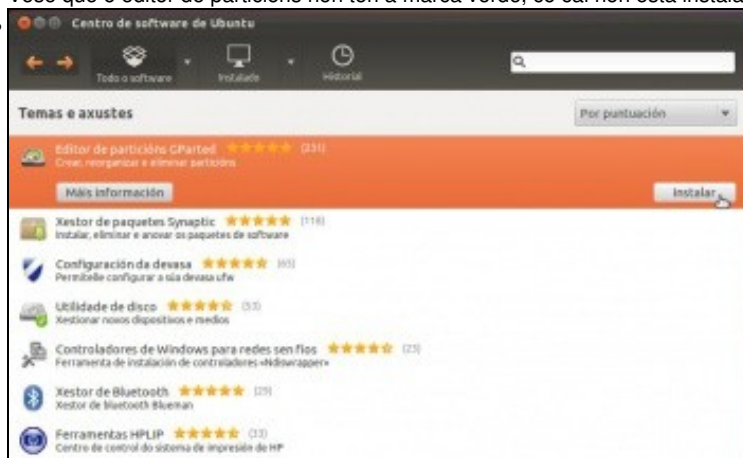 Vese que o editor de particións non ten a marca verde, co cal non está instala
Centro de software de Ubuntu
Todo o software
Instalado
Historial
Temas e axustes
Por puntuación
Editor de particións GParted (231)
Crear, reorganizar e eliminar particións
Máis información
Instalar
Xestor de paquetes Synaptic (118)
Instalar, eliminar e anovar os paquetes de software
Configuración da devasa (65)
Permítelle configurar a súa devasa ufw
Utilidade de disco (53)
Xestionar novos dispositivos e medios
Controladores de Windows para redes sen fíos (25)
Ferramenta de instalación de controladores «Ndiswrapper»
Xestor de Bluetooth (29)
Xestor de bluetooth Blueman
Ferramentas HPLIP (33)
Centro de control do sistema de impresión de HP